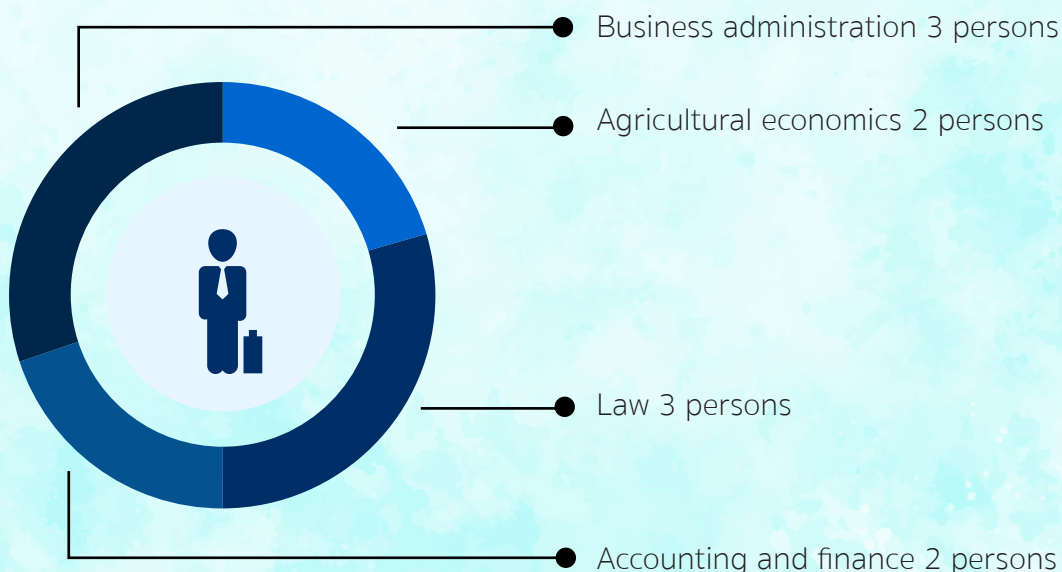 Business administration 3 persons
Agricultural economics 2 persons
Law 3 persons
Accounting and finance 2 persons